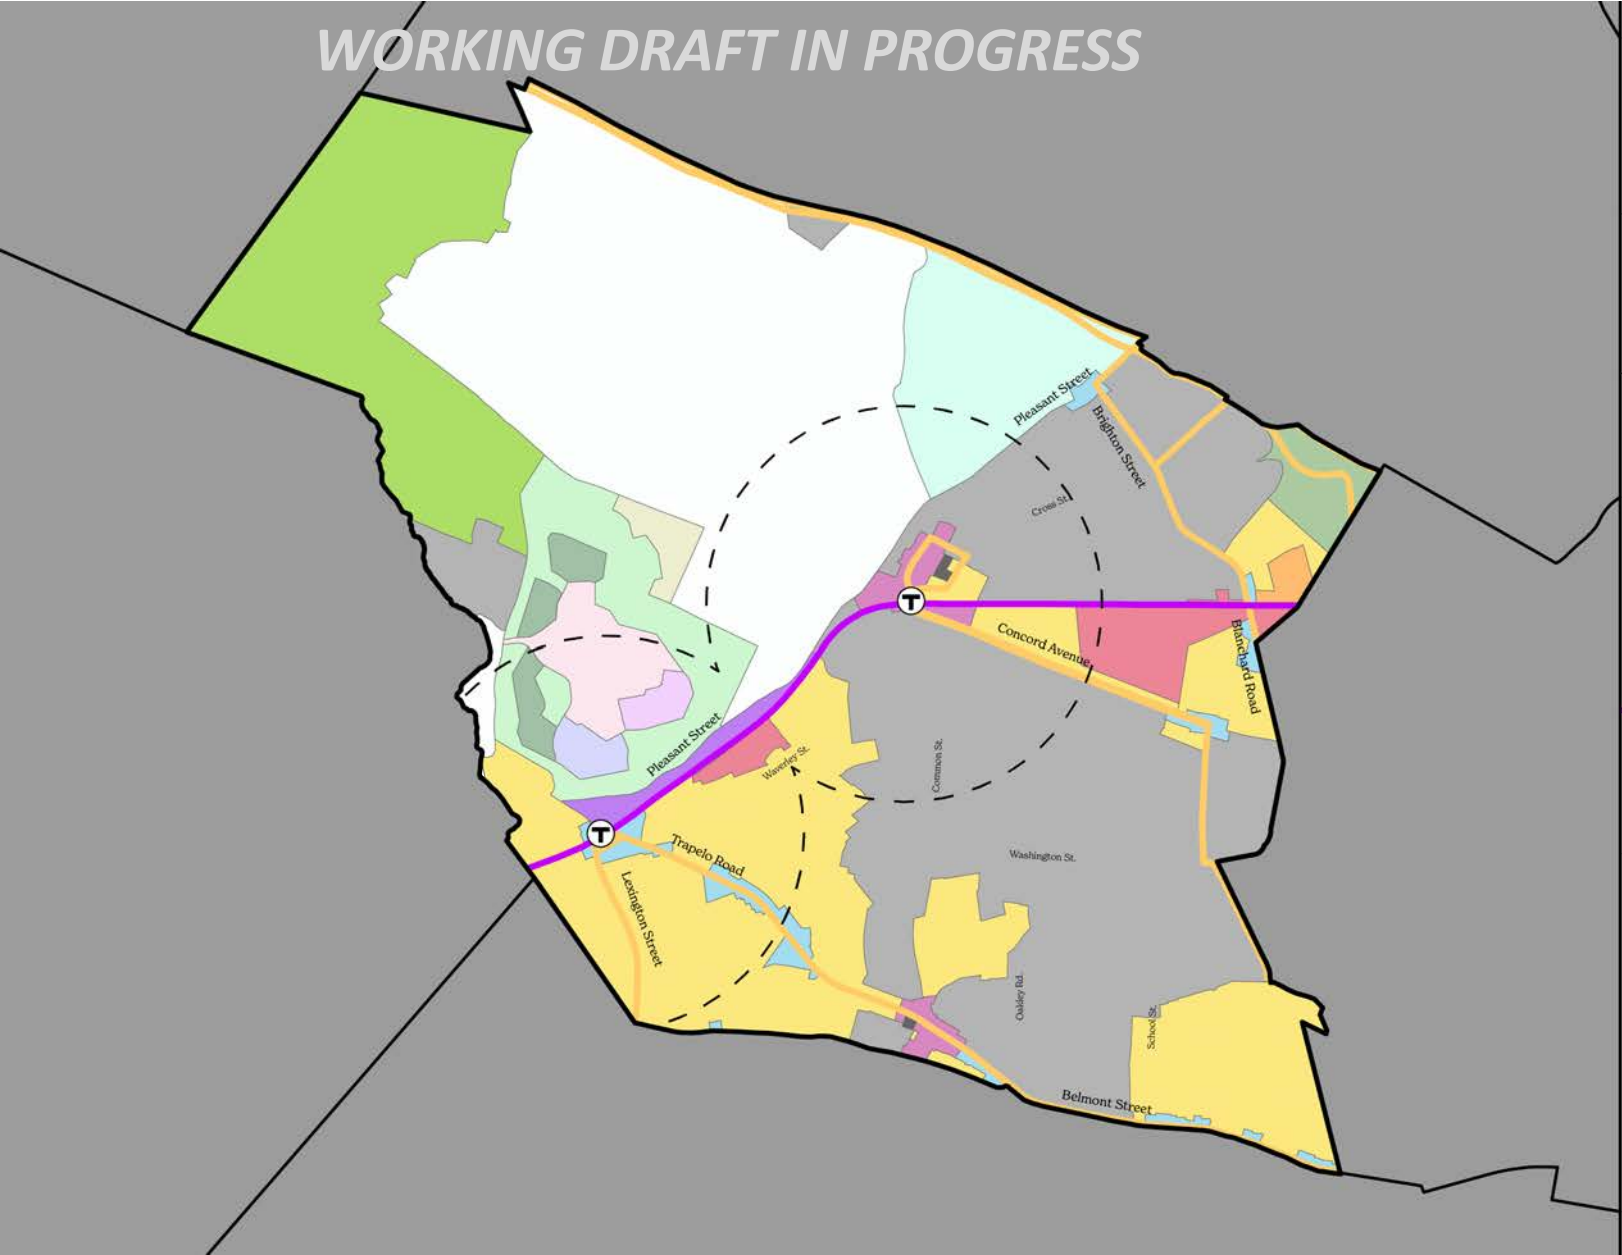 WORKING DRAFT IN PROGRESS
Pleasant Street
Brighton Street
Cross St.
T
Concord Avenue
Blanchard Road
Pleasant Street
Waverley St.
Common St.
T
Trapelo Road
Washington St.
Lexington Street
Oakley Rd.
School St.
Belmont Street